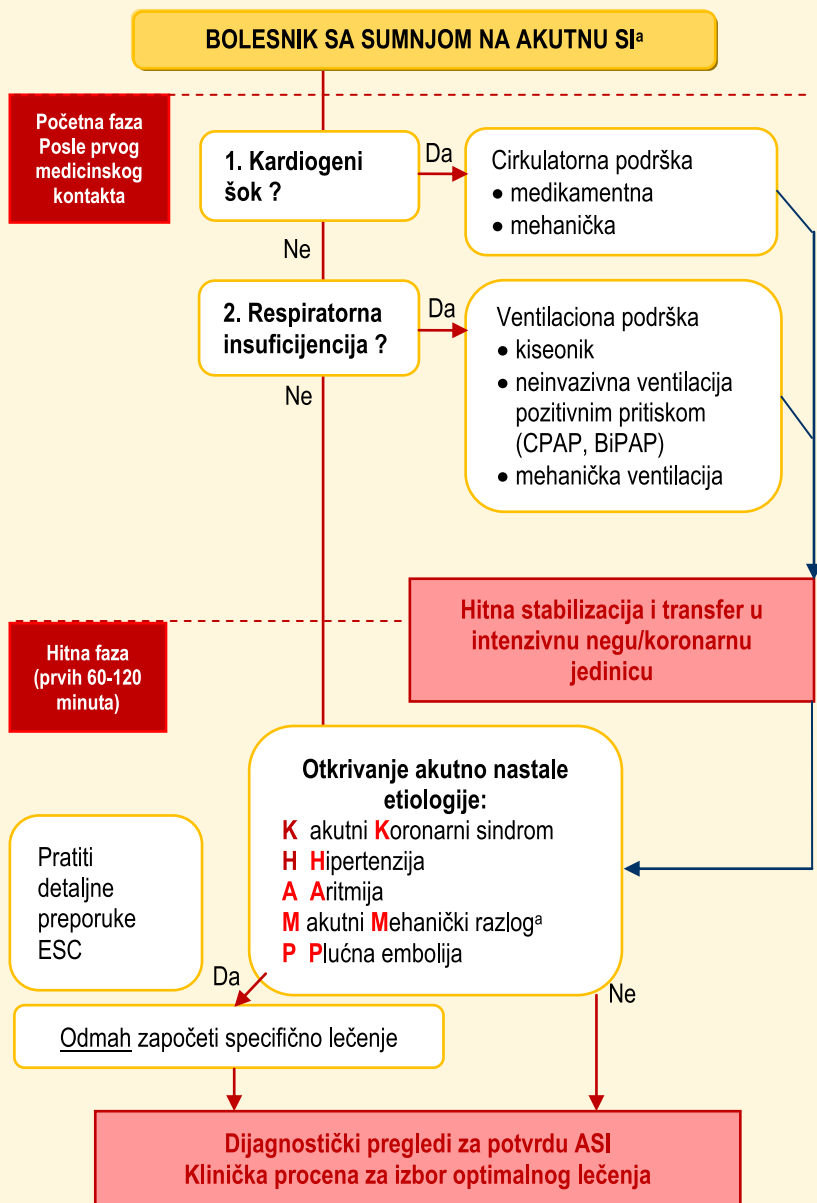 BOLESNIK SA SUMNJOM NA AKUTNU SIᵃ
Početna faza
Posle prvog
medicinskog
kontakta
1. Kardiogeni
šok ?
Da
Cirkulatorna podrška
• medikamentna
• mehanička
Ne
2. Respiratorna
insuficijencija ?
Da
Ventilaciona podrška
• kiseonik
• neinvazivna ventilacija
pozitivnim pritiskom
(CPAP, BiPAP)
• mehanička ventilacija
Ne
Hitna stabilizacija i transfer u
intenzivnu negu/koronarnu
jedinicu
Hitna faza
(prvih 60-120
minuta)
Otkrivanje akutno nastale
etiologije:
K akutni Koronarni sindrom
H Hipertenzija
A Aritmija
M akutni Mehanički razlogᵃ
P Plućna embolija
Pratiti
detaljne
preporuke
ESC
Da
Ne
Odmah započeti specifično lečenje
Dijagnostički pregledi za potvrdu ASI
Klinička procena za izbor optimalnog lečenja